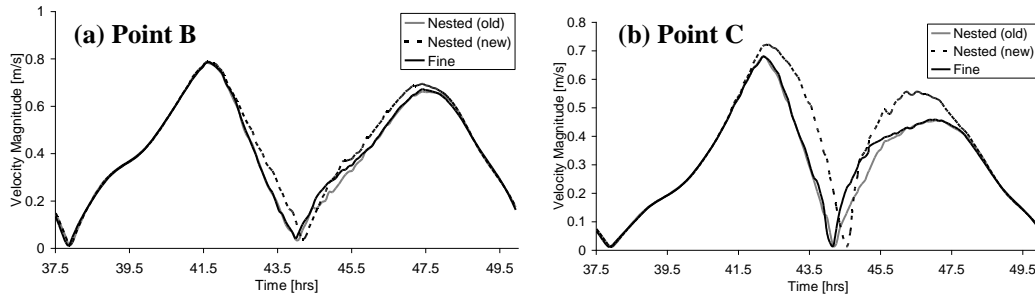 (a) Point B
Nested (old)
Nested (new)
Fine
Velocity Magnitude [m/s]
1
0.8
0.6
0.4
0.2
0
37.5 39.5 41.5 43.5 45.5 47.5 49.5
Time [hrs]
(b) Point C
Nested (old)
Nested (new)
Fine
Velocity Magnitude [m/s]
0.8
0.7
0.6
0.5
0.4
0.3
0.2
0.1
0
37.5 39.5 41.5 43.5 45.5 47.5 49.5
Time [hrs]